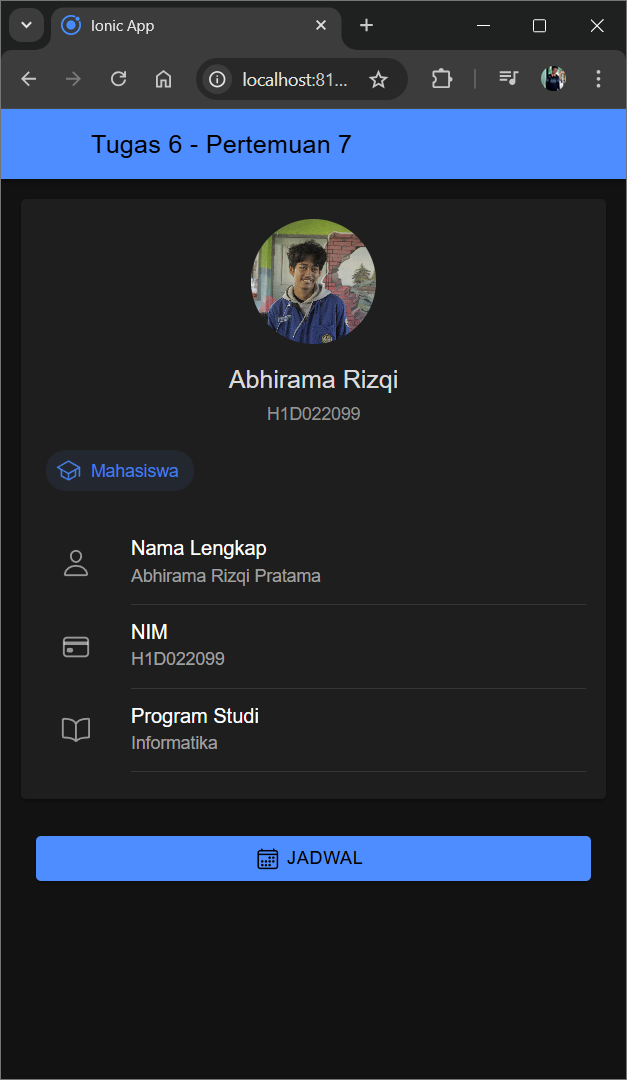 Ionic App
localhost:81...
Tugas 6 - Pertemuan 7
Abhirama Rizqi
H1D022099
Mahasiswa
Nama Lengkap
Abhirama Rizqi Pratama
NIM
H1D022099
Program Studi
Informatika
JADWAL